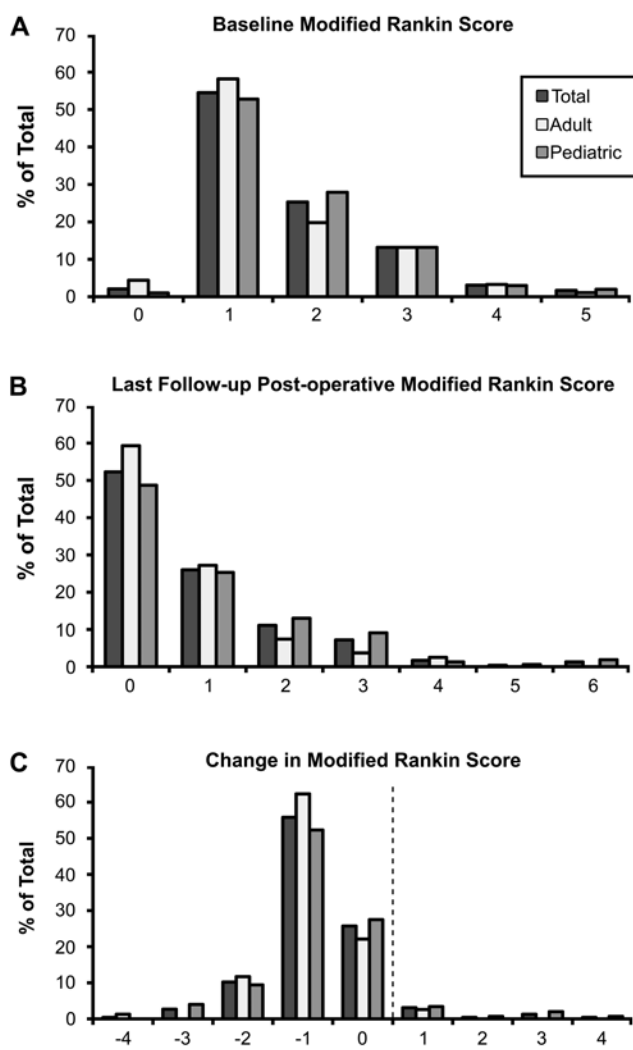 A
Baseline Modified Rankin Score
70
60
50
40
30
20
10
0
% of Total
Total
Adult
Pediatric
0 1 2 3 4 5
B
Last Follow-up Post-operative Modified Rankin Score
70
60
50
40
30
20
10
0
% of Total
0 1 2 3 4 5 6
C
Change in Modified Rankin Score
70
60
50
40
30
20
10
0
% of Total
-4 -3 -2 -1 0 1 2 3 4